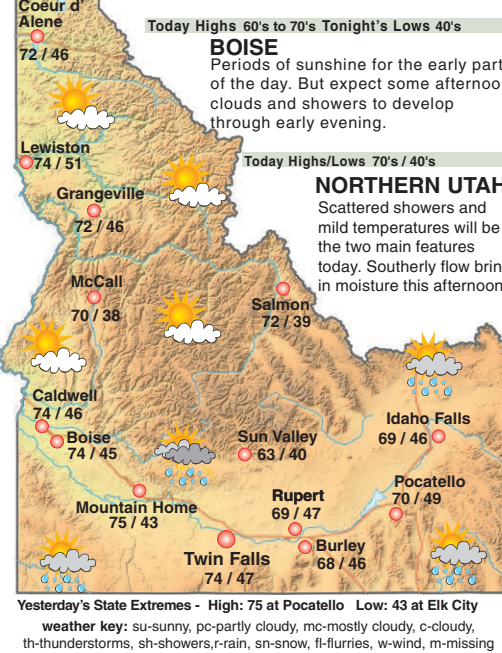 Coeur d'
Alene
72 / 46
Today Highs 60's to 70's Tonight's Lows 40's
BOISE
Periods of sunshine for the early part
of the day. But expect some afternoo
clouds and showers to develop
through early evening.
Lewiston
74 / 51
Today Highs/Lows 70's / 40's
NORTHERN UTAH
Scattered showers and
mild temperatures will be
the two main features
today. Southerly flow brin
in moisture this afternoon
Grangeville
72 / 46
McCall
70 / 38
Salmon
72 / 39
Caldwell
74 / 46
Boise
74 / 45
Sun Valley
63 / 40
Idaho Falls
69 / 46
Mountain Home
75 / 43
Rupert
69 / 47
Pocatello
70 / 49
Twin Falls
74 / 47
Burley
68 / 46
Yesterday's State Extremes - High: 75 at Pocatello Low: 43 at Elk City
weather key: su-sunny, pc-partly cloudy, mc-mostly cloudy, c-cloudy,
th-thunderstorms, sh-showers,r-rain, sn-snow, fl-flurries, w-wind, m-missing